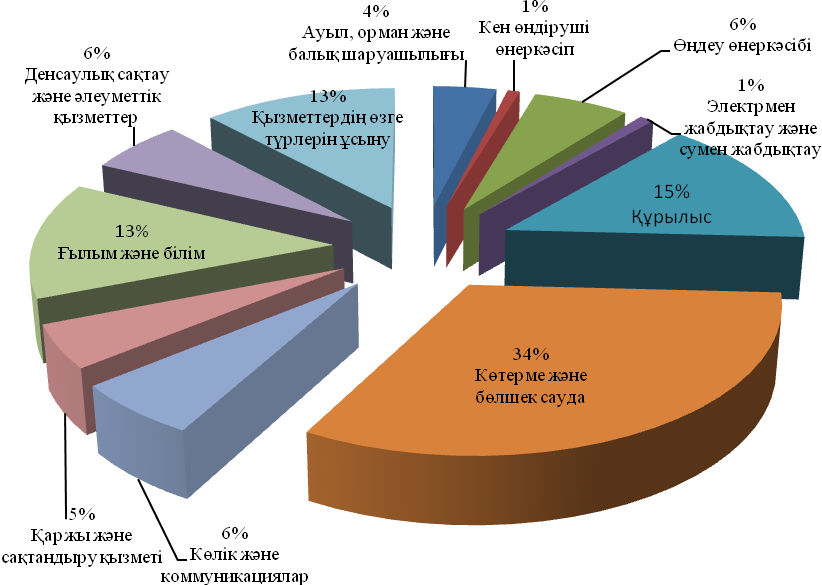 4%
Ауыл, орман және
балық шаруашылығы
1%
Кен өндіруші
өнеркәсіп
6%
Өңдеу өнеркәсібі
1%
Электрмен
жабдықтау және
сумен жабдықтау
15%
Құрылыс
34%
Көтерме және
бөлшек сауда
6%
Көлік және
коммуникациялар
5%
Қаржы және
сақтандыру қызметі
13%
Ғылым және білім
6%
Денсаулық сақтау
және әлеуметтік
қызметтер
13%
Қызметтердің өзге
түрлерін ұсыну